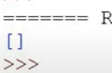 ======= R
[]
>>>